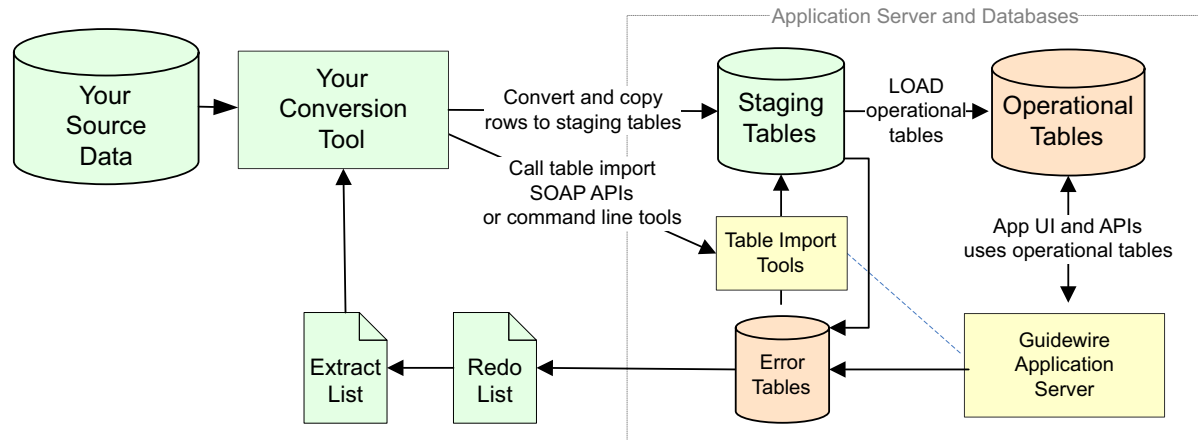 Application Server and Databases
Your
Source
Data
Your
Conversion
Tool
Convert and copy
rows to staging tables
Staging
Tables
LOAD
operational
tables
Operational
Tables
Call table import
SOAP APIs
or command line tools
Table Import
Tools
App UI and APIs
uses operational tables
Extract
List
Redo
List
Error
Tables
Guidewire
Application
Server